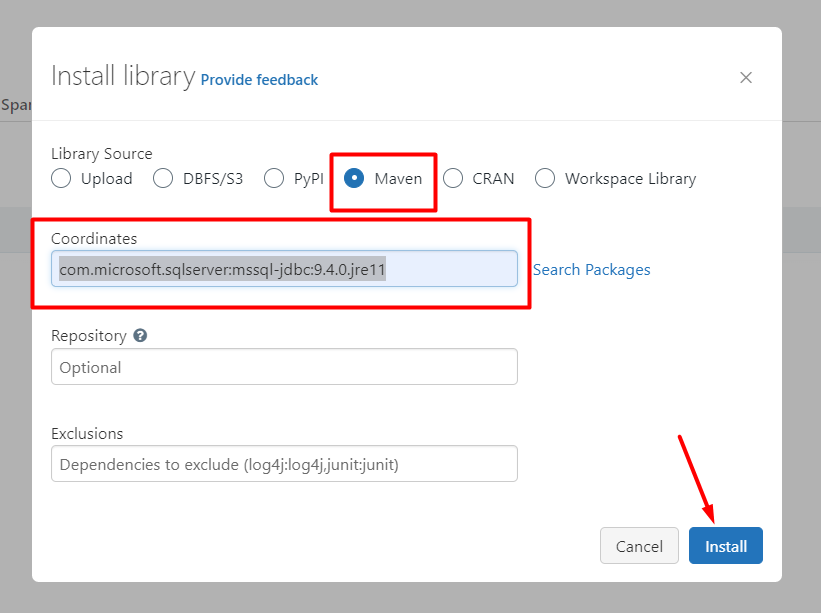 Install library Provide feedback
Spar
Library Source
Upload DBFS/S3 PyPI Maven CRAN Workspace Library
Coordinates
com.microsoft.sqlserver:mssql-jdbc:9.4.0.jre11 Search Packages
Repository
Optional
Exclusions
Dependencies to exclude (log4j:log4j,junit:junit)
Cancel Install